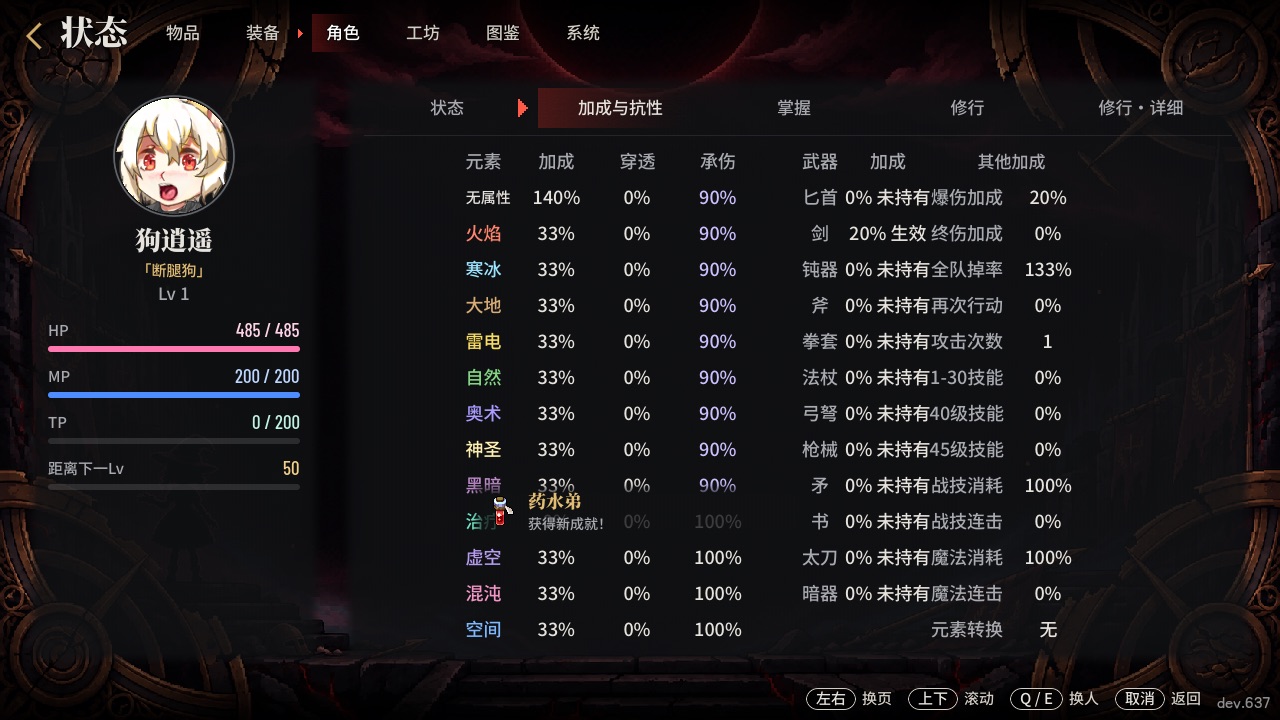 状态 物品 装备 角色 工坊 图鉴 系统
状态 加成与抗性 掌握 修行 修行・详细
狗逍遥
「断腿狗」
Lv 1
HP 485 / 485
MP 200 / 200
TP 0 / 200
距离下一Lv 50
元素 加成 穿透 承伤 武器 加成 其他加成
无属性 140% 0% 90% 匕首 0% 未持有 爆伤加成 20%
火焰 33% 0% 90% 剑 20% 生效 终伤加成 0%
寒冰 33% 0% 90% 钝器 0% 未持有 全队掉率 133%
大地 33% 0% 90% 斧 0% 未持有 再次行动 0%
雷电 33% 0% 90% 拳套 0% 未持有 攻击次数 1
自然 33% 0% 90% 法杖 0% 未持有 1-30技能 0%
奥术 33% 0% 90% 弓弩 0% 未持有 40级技能 0%
神圣 33% 0% 90% 枪械 0% 未持有 45级技能 0%
黑暗 33% 0% 90% 矛 0% 未持有 战技消耗 100%
药水弟
获得新成就!
治疗 0% 100% 书 0% 未持有 战技连击 0%
虚空 33% 0% 100% 太刀 0% 未持有 魔法消耗 100%
混沌 33% 0% 100% 暗器 0% 未持有 魔法连击 0%
空间 33% 0% 100% 元素转换 无
左右 换页 上下 滚动 Q / E 换人 取消 返回 dev.637